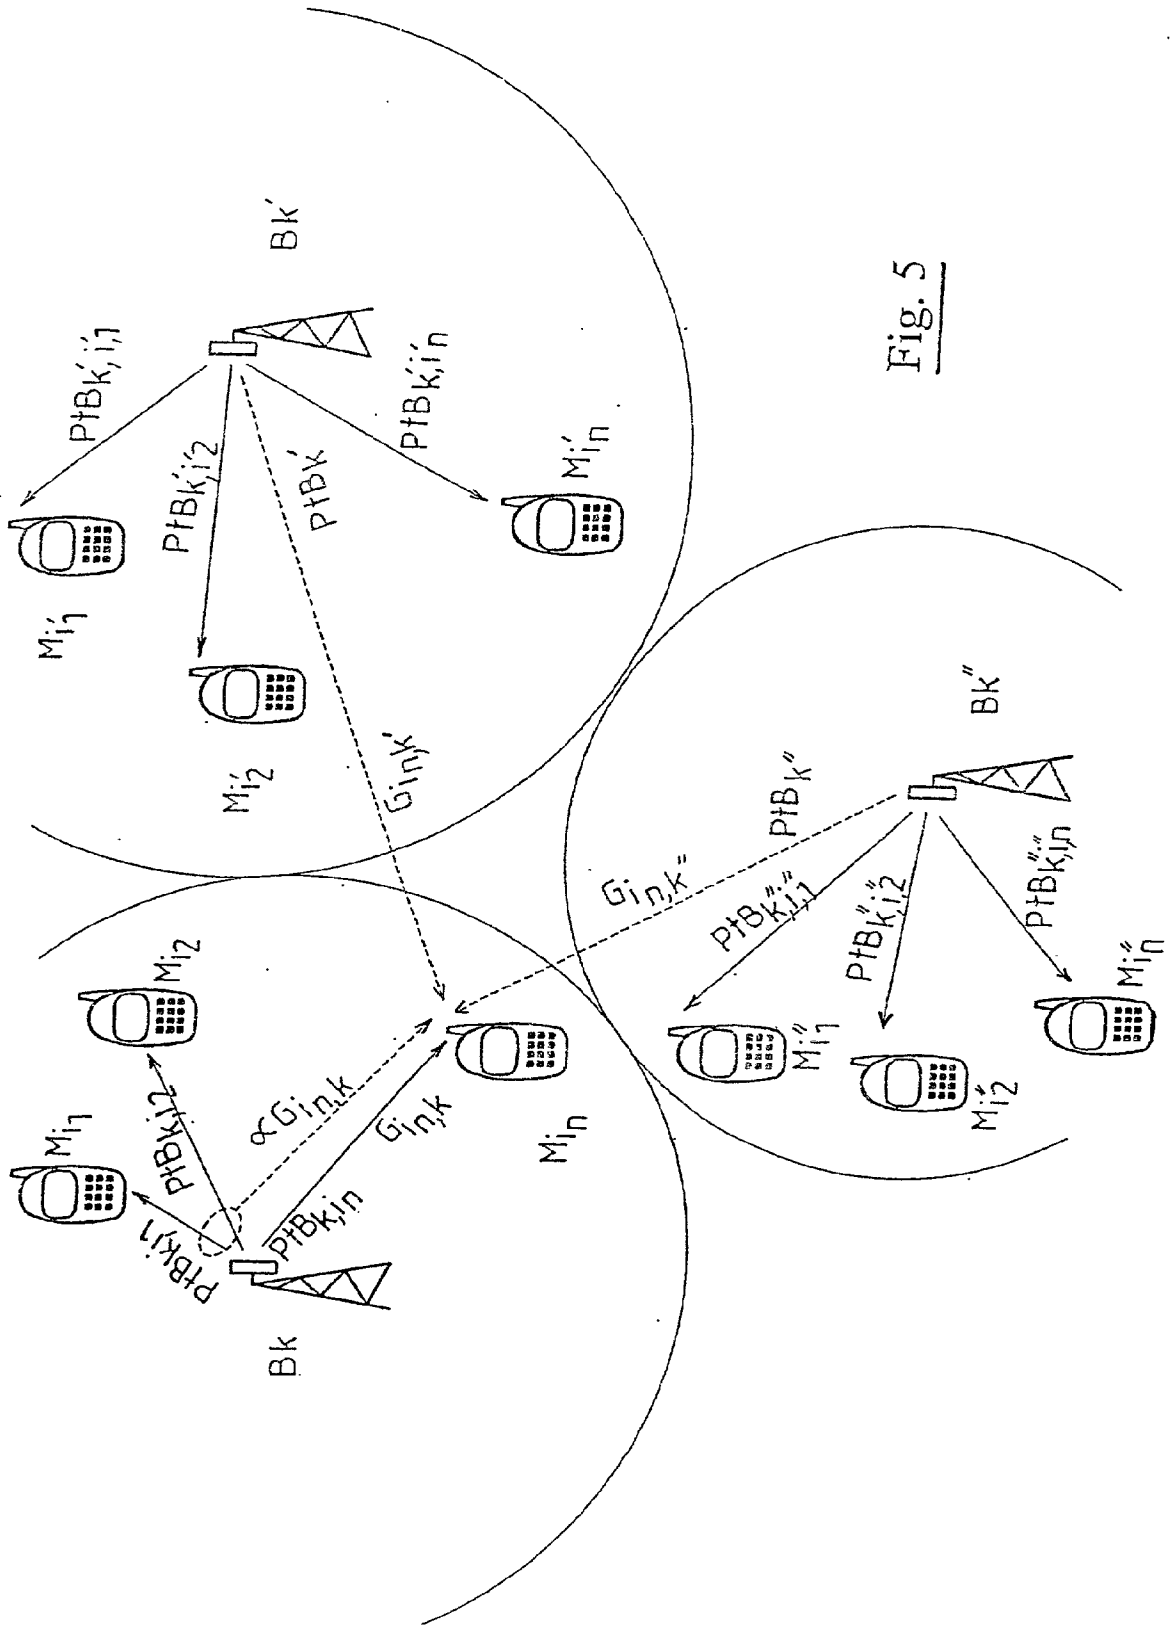 Mi1
Mi2
PtBk,i1
PtBk,i2
∝Gin,k
Bk
PtBk,in
Gin,k
Min
Mi'1
PtBk',i'1
Mi'2
PtBk',i'2
Bk'
PtBk'
Gin,k'
PtBk',i'n
Mi'n
Gin,k"
PtBk"
Mi"1
PtBk",i"1
Bk"
Mi"2
PtBk",i"2
PtBk",i"n
Mi"n
Fig. 5